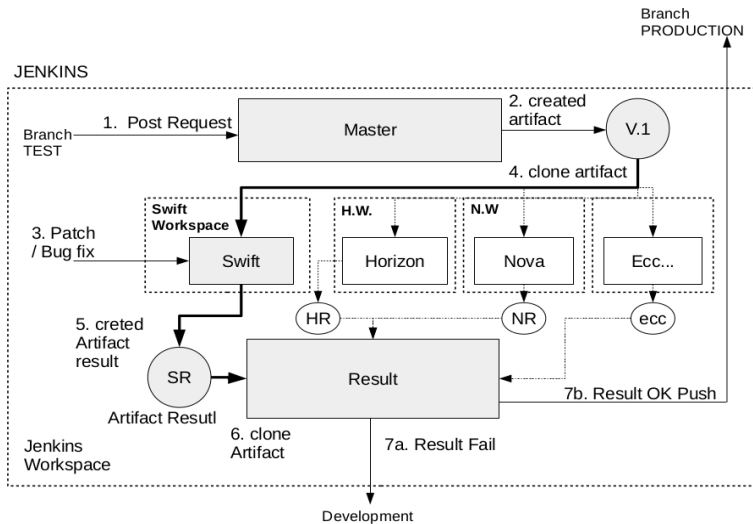 Branch
PRODUCTION
JENKINS
1. Post Request
Branch
TEST
Master
2. created
artifact
V.1
4. clone artifact
Swift
Workspace
H.W.
N.W
3. Patch
/ Bug fix
Swift
Horizon
Nova
Ecc...
HR
NR
ecc
5. creted
Artifact
result
SR
Artifact Resutl
Result
6. clone
Artifact
7a. Result Fail
7b. Result OK Push
Jenkins
Workspace
Development